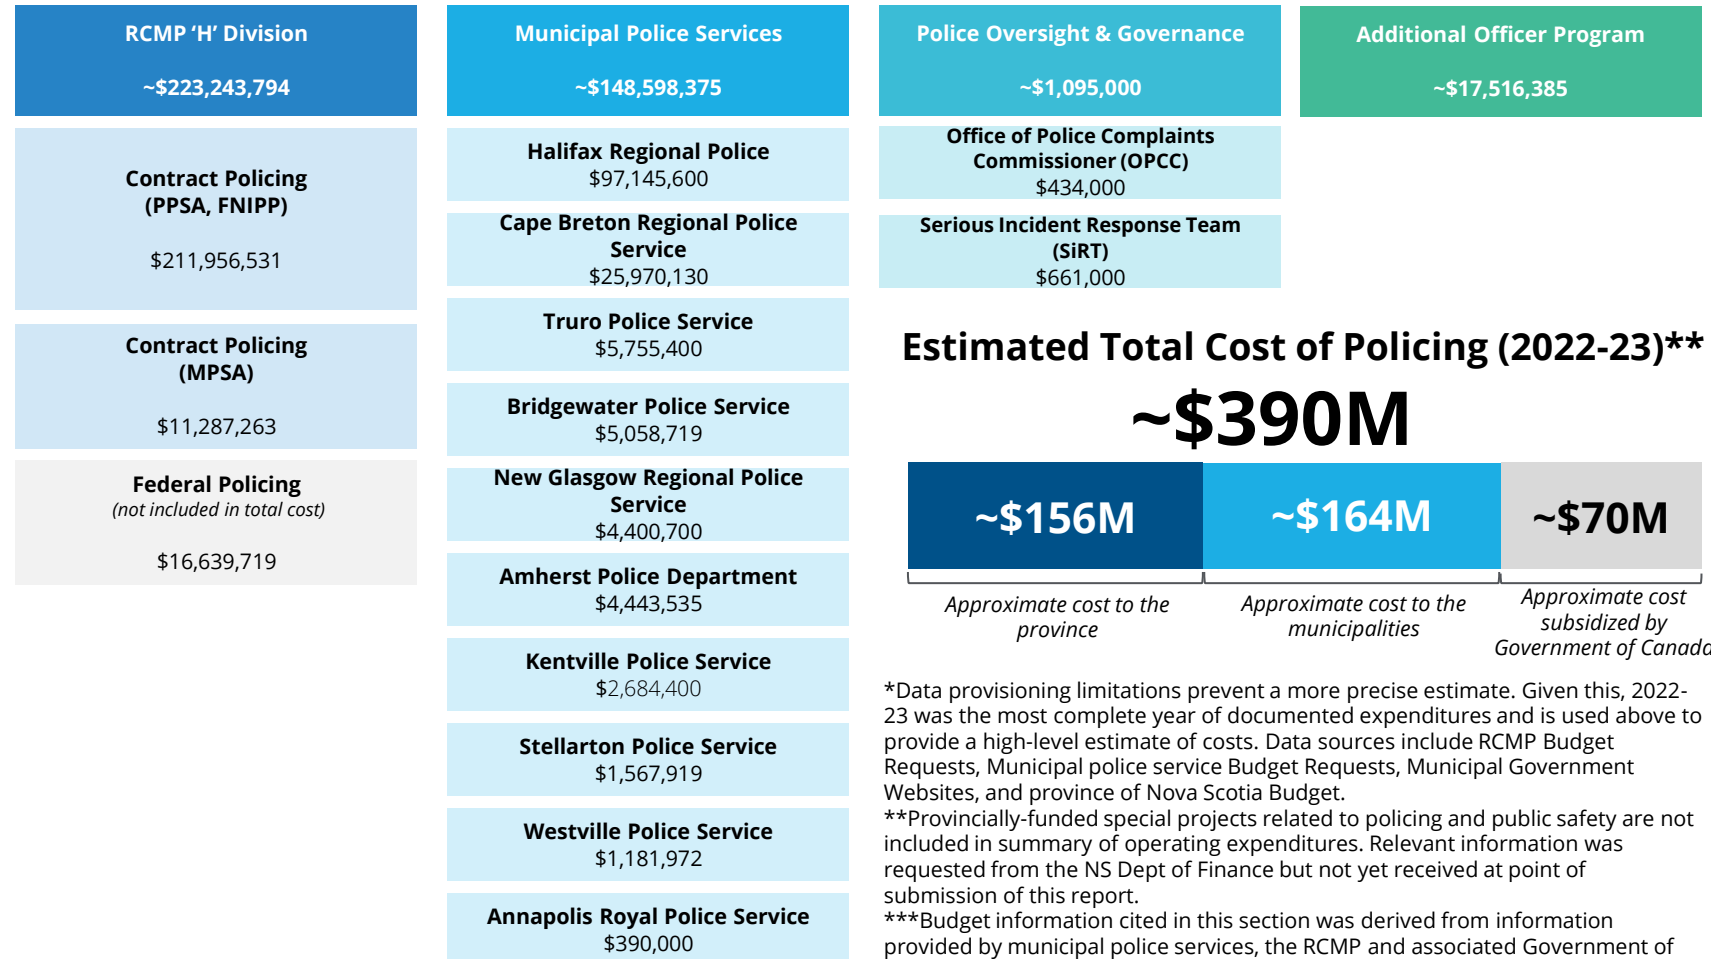 RCMP ‘H’ Division
~$223,243,794
Contract Policing
(PPSA, FNIPP)
$211,956,531
Contract Policing
(MPSA)
$11,287,263
Federal Policing
(not included in total cost)
$16,639,719
Municipal Police Services
~$148,598,375
Halifax Regional Police
$97,145,600
Cape Breton Regional Police
Service
$25,970,130
Truro Police Service
$5,755,400
Bridgewater Police Service
$5,058,719
New Glasgow Regional Police
Service
$4,400,700
Amherst Police Department
$4,443,535
Kentville Police Service
$2,684,400
Stellarton Police Service
$1,567,919
Westville Police Service
$1,181,972
Annapolis Royal Police Service
$390,000
Police Oversight & Governance
~$1,095,000
Office of Police Complaints
Commissioner (OPCC)
$434,000
Serious Incident Response Team
(SiRT)
$661,000
Additional Officer Program
~$17,516,385
Estimated Total Cost of Policing (2022-23)**
~$390M
~$156M
~$164M
~$70M
Approximate cost to the
province
Approximate cost to the
municipalities
Approximate cost
subsidized by
Government of Canada
*Data provisioning limitations prevent a more precise estimate. Given this, 2022-
23 was the most complete year of documented expenditures and is used above to
provide a high-level estimate of costs. Data sources include RCMP Budget
Requests, Municipal police service Budget Requests, Municipal Government
Websites, and province of Nova Scotia Budget.
**Provincially-funded special projects related to policing and public safety are not
included in summary of operating expenditures. Relevant information was
requested from the NS Dept of Finance but not yet received at point of
submission of this report.
***Budget information cited in this section was derived from information
provided by municipal police services, the RCMP and associated Government of